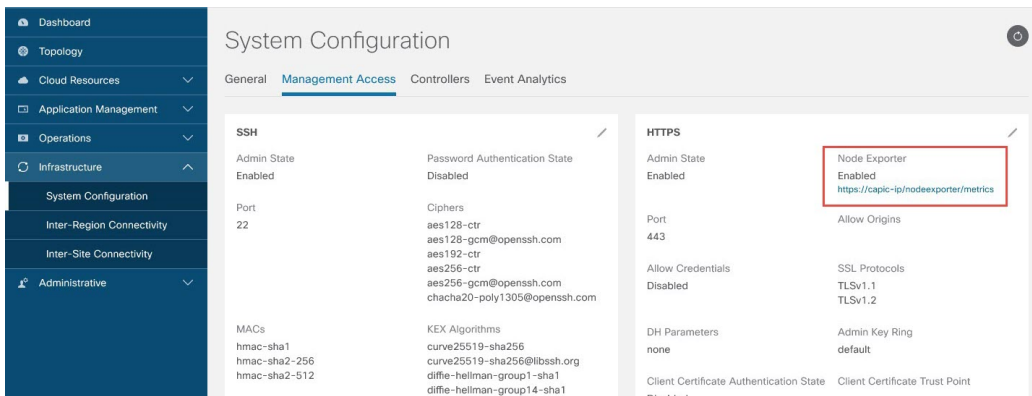 Dashboard
Topology
Cloud Resources
Application Management
Operations
Infrastructure
System Configuration
Inter-Region Connectivity
Inter-Site Connectivity
Administrative
System Configuration
General Management Access Controllers Event Analytics
SSH
Admin State Password Authentication State
Enabled Disabled
Port Ciphers
22 aes128-ctr
aes128-gcm@openssh.com
aes192-ctr
aes256-ctr
aes256-gcm@openssh.com
chacha20-poly1305@openssh.com
MACs KEX Algorithms
hmac-sha1 curve25519-sha256
hmac-sha2-256 curve25519-sha256@libssh.org
hmac-sha2-512 diffie-hellman-group1-sha1
diffie-hellman-group14-sha1
HTTPS
Admin State Node Exporter
Enabled Enabled
https://capic-ip/nodeexporter/metrics
Port Allow Origins
443
Allow Credentials SSL Protocols
Disabled TLSv1.1
TLSv1.2
DH Parameters Admin Key Ring
none default
Client Certificate Authentication State Client Certificate Trust Point